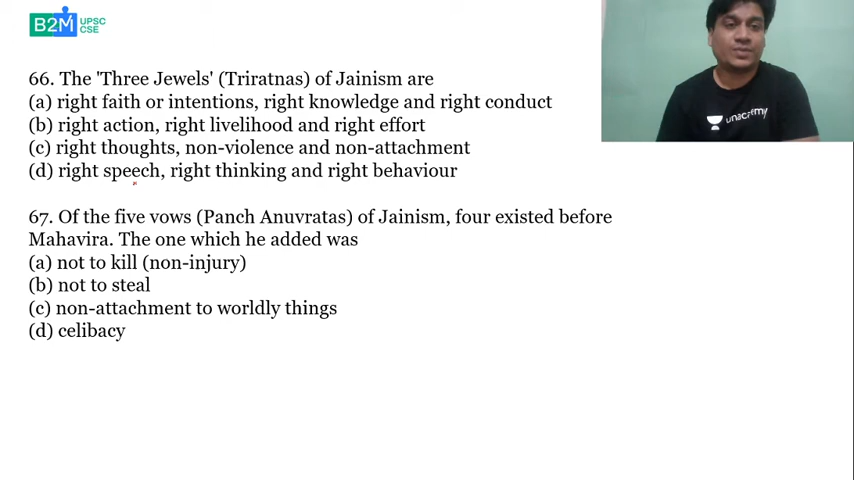 B2M UPSC
CSE
unacademy
66. The 'Three Jewels' (Triratnas) of Jainism are
(a) right faith or intentions, right knowledge and right conduct
(b) right action, right livelihood and right effort
(c) right thoughts, non-violence and non-attachment
(d) right speech, right thinking and right behaviour
67. Of the five vows (Panch Anuvratas) of Jainism, four existed before
Mahavira. The one which he added was
(a) not to kill (non-injury)
(b) not to steal
(c) non-attachment to worldly things
(d) celibacy